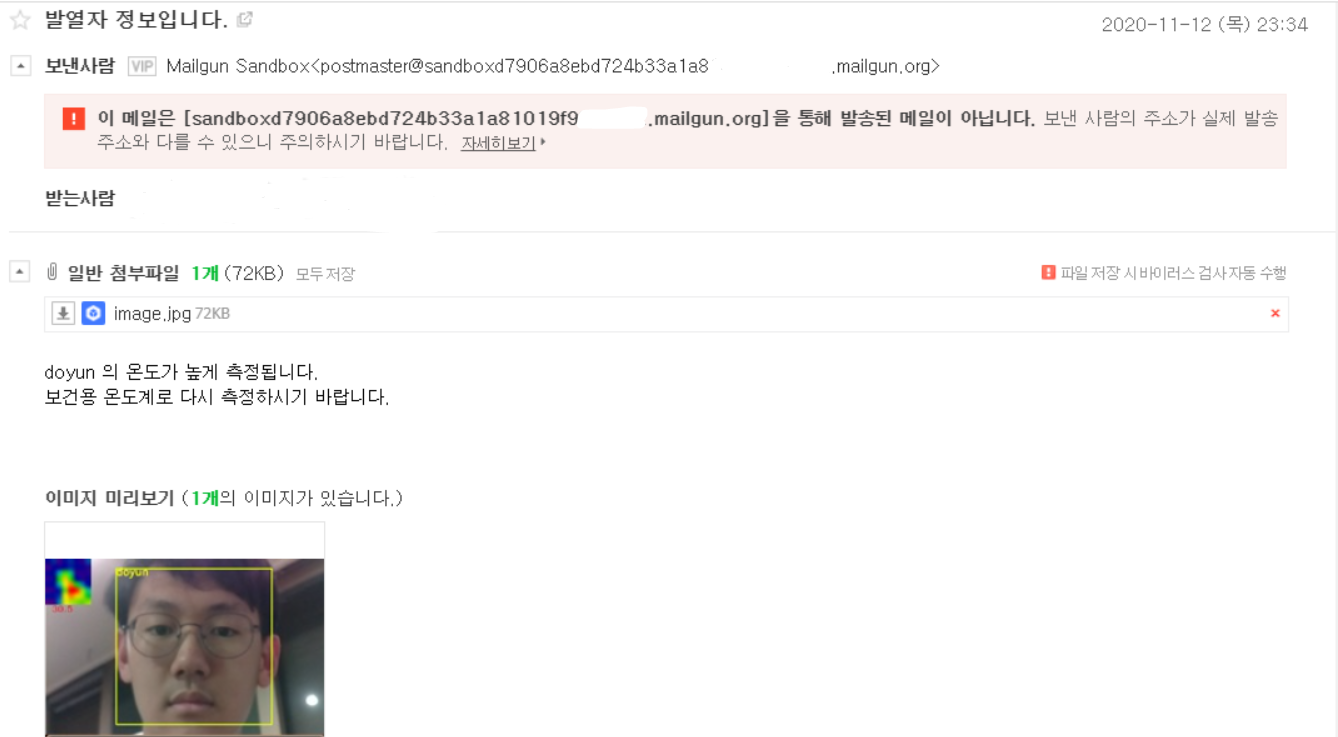 발열자 정보입니다.
2020-11-12 (목) 23:34
보낸사람 VIP Mailgun Sandbox<postmaster@sandboxd7906a8ebd724b33a1a8 .mailgun.org>
이 메일은 [sandboxd7906a8ebd724b33a1a81019f9 .mailgun.org]을 통해 발송된 메일이 아닙니다. 보낸 사람의 주소가 실제 발송
주소와 다를 수 있으니 주의하시기 바랍니다. 자세히보기
받는사람
일반 첨부파일 1개 (72KB) 모두저장
파일 저장 시 바이러스 검사 자동 수행
image.jpg 72KB
doyun 의 온도가 높게 측정됩니다.
보건용 온도계로 다시 측정하시기 바랍니다.
이미지 미리보기 (1개의 이미지가 있습니다.)
doyun